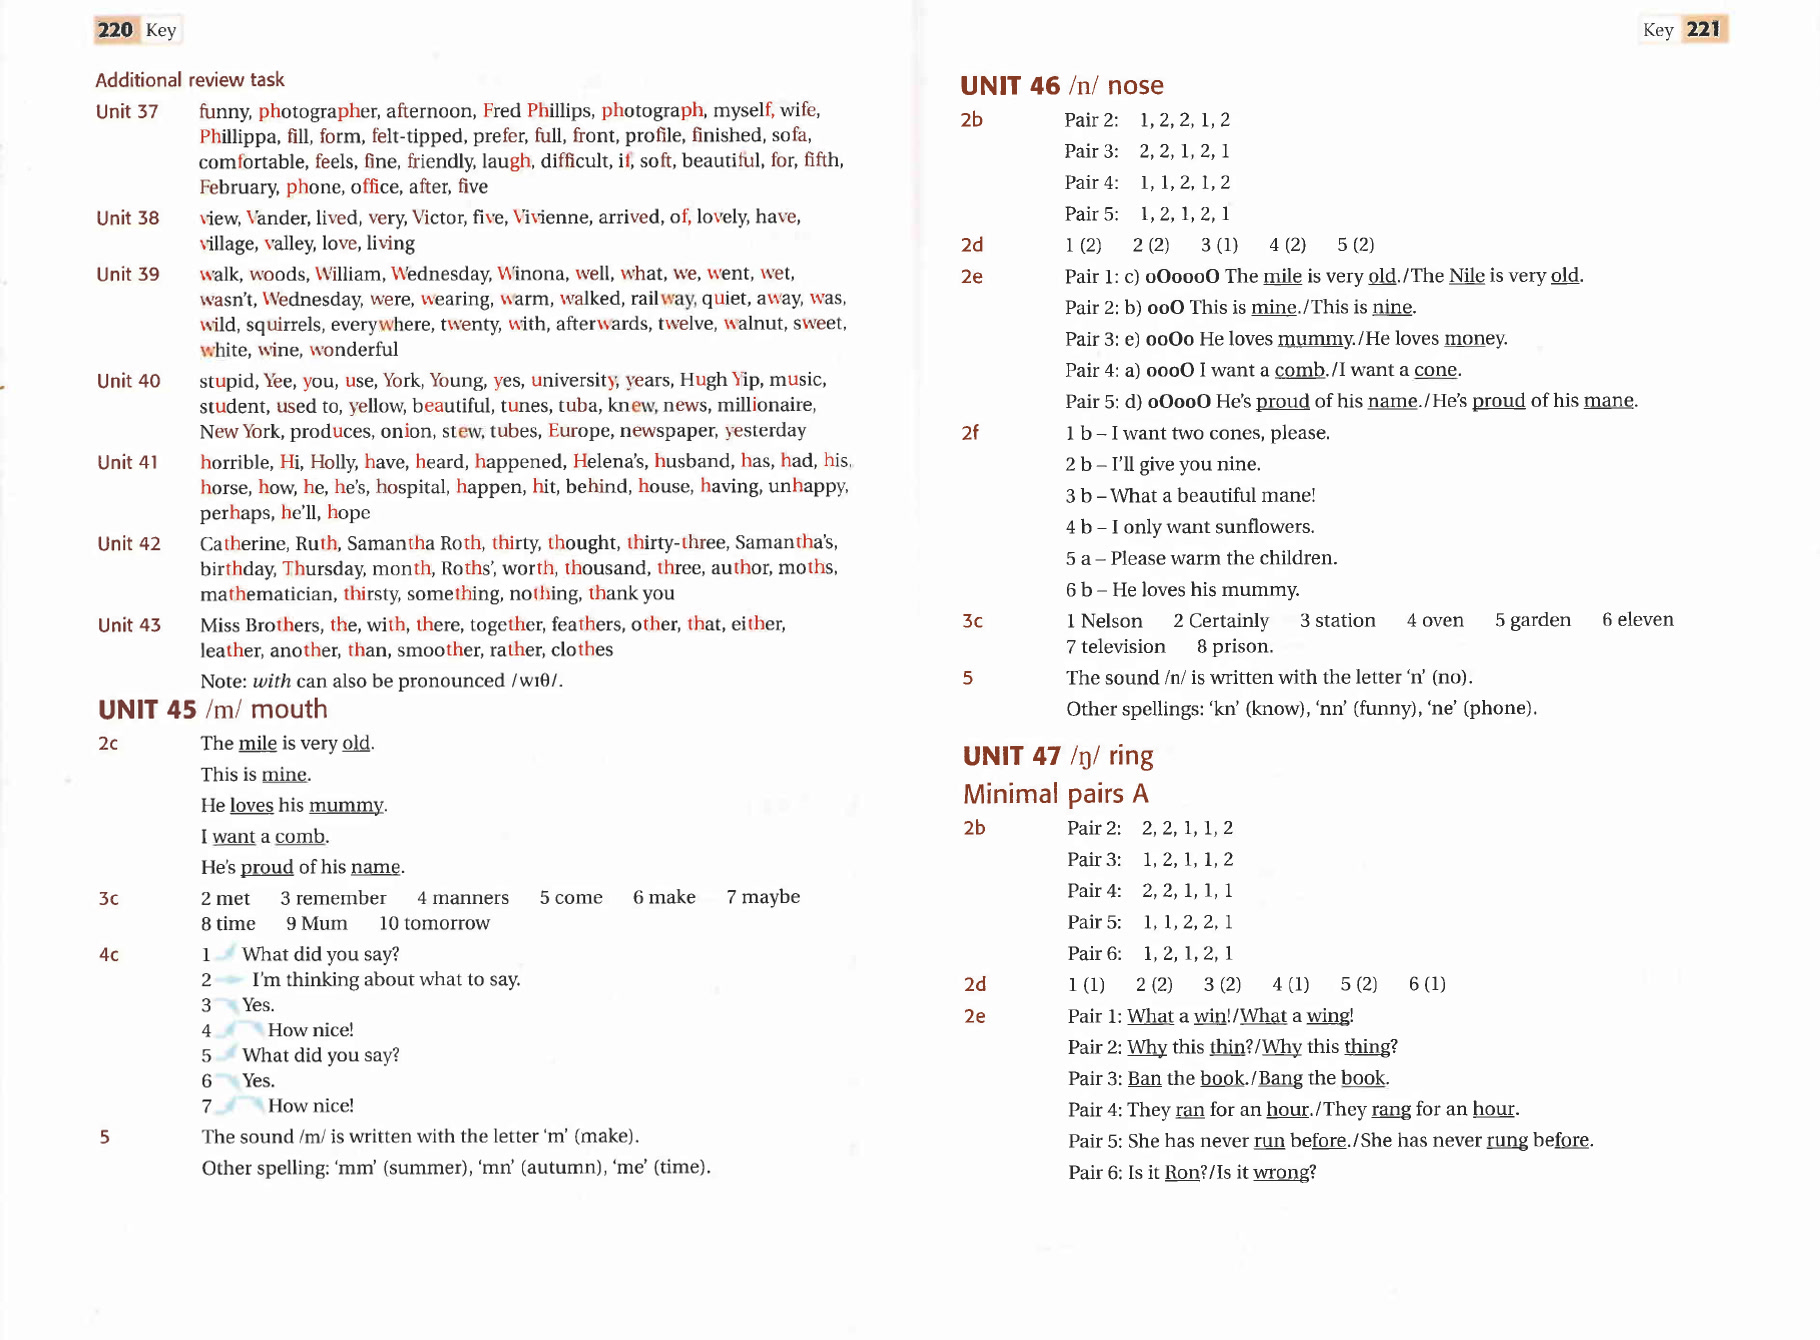 220 Key
Additional review task
Unit 37 funny, photographer, afternoon, Fred Phillips, photograph, myself, wife,
Phillippa, fill, form, felt-tipped, prefer, full, front, profile, finished, sofa,
comfortable, feels, fine, friendly, laugh, difficult, if, soft, beautiful, for, fifth,
February, phone, office, after, five
Unit 38 view, Vander, lived, very, Victor, five, Vivienne, arrived, of, lovely, have,
village, valley, love, living
Unit 39 walk, woods, William, Wednesday, Winona, well, what, we, went, wet,
wasn't, Wednesday, were, wearing, warm, walked, railway, quiet, away, was,
wild, squirrels, everywhere, twenty, with, afterwards, twelve, walnut, sweet,
white, wine, wonderful
Unit 40 stupid, Yee, you, use, York, Young, yes, university, years, Hugh Yip, music,
student, used to, yellow, beautiful, tunes, tuba, knew, news, millionaire,
New York, produces, onion, stew, tubes, Europe, newspaper, yesterday
Unit 41 horrible, Hi, Holly, have, heard, happened, Helena's, husband, has, had, his,
horse, how, he, he's, hospital, happen, hit, behind, house, having, unhappy,
perhaps, he'll, hope
Unit 42 Catherine, Ruth, Samantha Roth, thirty, thought, thirty-three, Samantha's,
birthday, Thursday, month, Roths', worth, thousand, three, author, moths,
mathematician, thirsty, something, nothing, thank you
Unit 43 Miss Brothers, the, with, there, together, feathers, other, that, either,
leather, another, than, smoother, rather, clothes
Note: with can also be pronounced /wɪθ/.
UNIT 45 /m/ mouth
2c The mile is very old.
This is mine.
He loves his mummy.
I want a comb.
He's proud of his name.
3c 2 met 3 remember 4 manners 5 come 6 make 7 maybe
8 time 9 Mum 10 tomorrow
4c 1 What did you say?
2 I'm thinking about what to say.
3 Yes.
4 How nice!
5 What did you say?
6 Yes.
7 How nice!
5 The sound /m/ is written with the letter 'm' (make).
Other spelling: 'mm' (summer), 'mn' (autumn), 'me' (time).
Key 221
UNIT 46 /n/ nose
2b Pair 2: 1, 2, 2, 1, 2
Pair 3: 2, 2, 1, 2, 1
Pair 4: 1, 1, 2, 1, 2
Pair 5: 1, 2, 1, 2, 1
2d 1 (2) 2 (2) 3 (1) 4 (2) 5 (2)
2e Pair 1: c) oOoooO The mile is very old./The Nile is very old.
Pair 2: b) ooO This is mine./This is nine.
Pair 3: e) ooOo He loves mummy./He loves money.
Pair 4: a) oooO I want a comb./I want a cone.
Pair 5: d) oOooO He's proud of his name./He's proud of his mane.
2f 1 b – I want two cones, please.
2 b – I'll give you nine.
3 b – What a beautiful mane!
4 b – I only want sunflowers.
5 a – Please warm the children.
6 b – He loves his mummy.
3c 1 Nelson 2 Certainly 3 station 4 oven 5 garden 6 eleven
7 television 8 prison.
5 The sound /n/ is written with the letter 'n' (no).
Other spellings: 'kn' (know), 'nn' (funny), 'ne' (phone).
UNIT 47 /ŋ/ ring
Minimal pairs A
2b Pair 2: 2, 2, 1, 1, 2
Pair 3: 1, 2, 1, 1, 2
Pair 4: 2, 2, 1, 1, 1
Pair 5: 1, 1, 2, 2, 1
Pair 6: 1, 2, 1, 2, 1
2d 1 (1) 2 (2) 3 (2) 4 (1) 5 (2) 6 (1)
2e Pair 1: What a win!/What a wing!
Pair 2: Why this thin?/Why this thing?
Pair 3: Ban the book./Bang the book.
Pair 4: They ran for an hour./They rang for an hour.
Pair 5: She has never run before./She has never rung before.
Pair 6: Is it Ron?/Is it wrong?